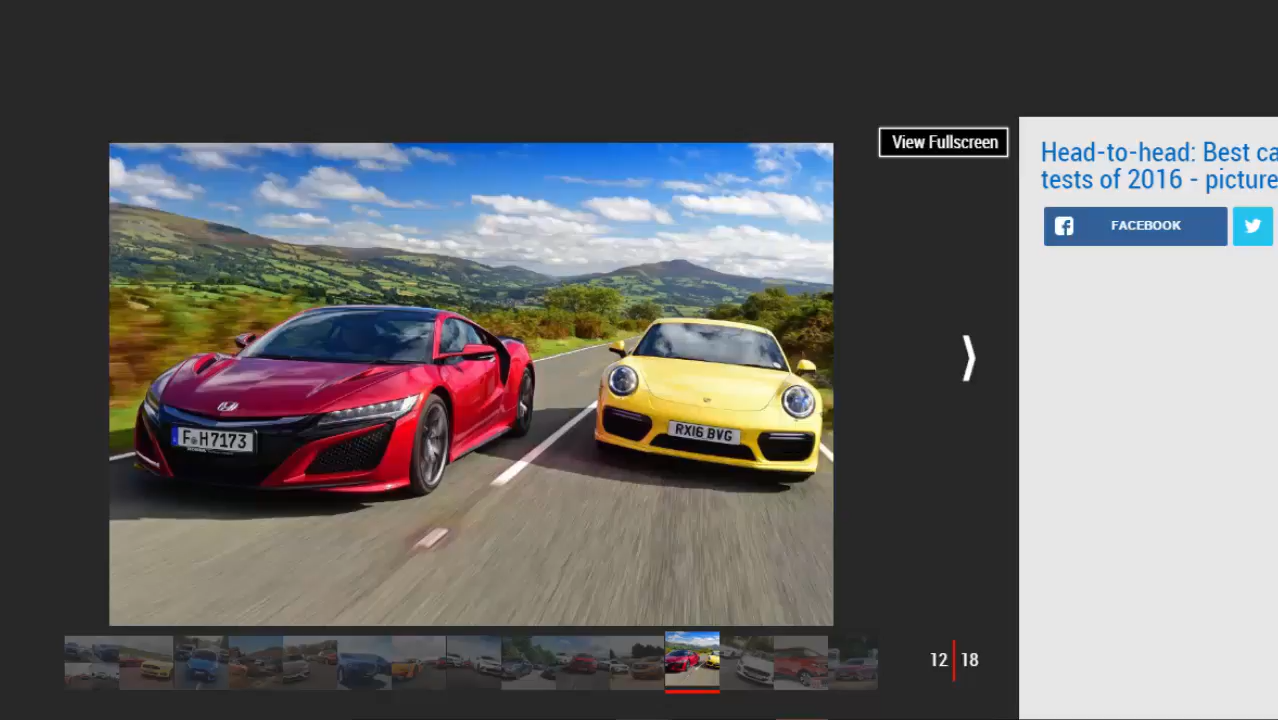 View Fullscreen
Head-to-head: Best ca
tests of 2016 - picture
FACEBOOK
F H7173
RX16 BVG
12 18